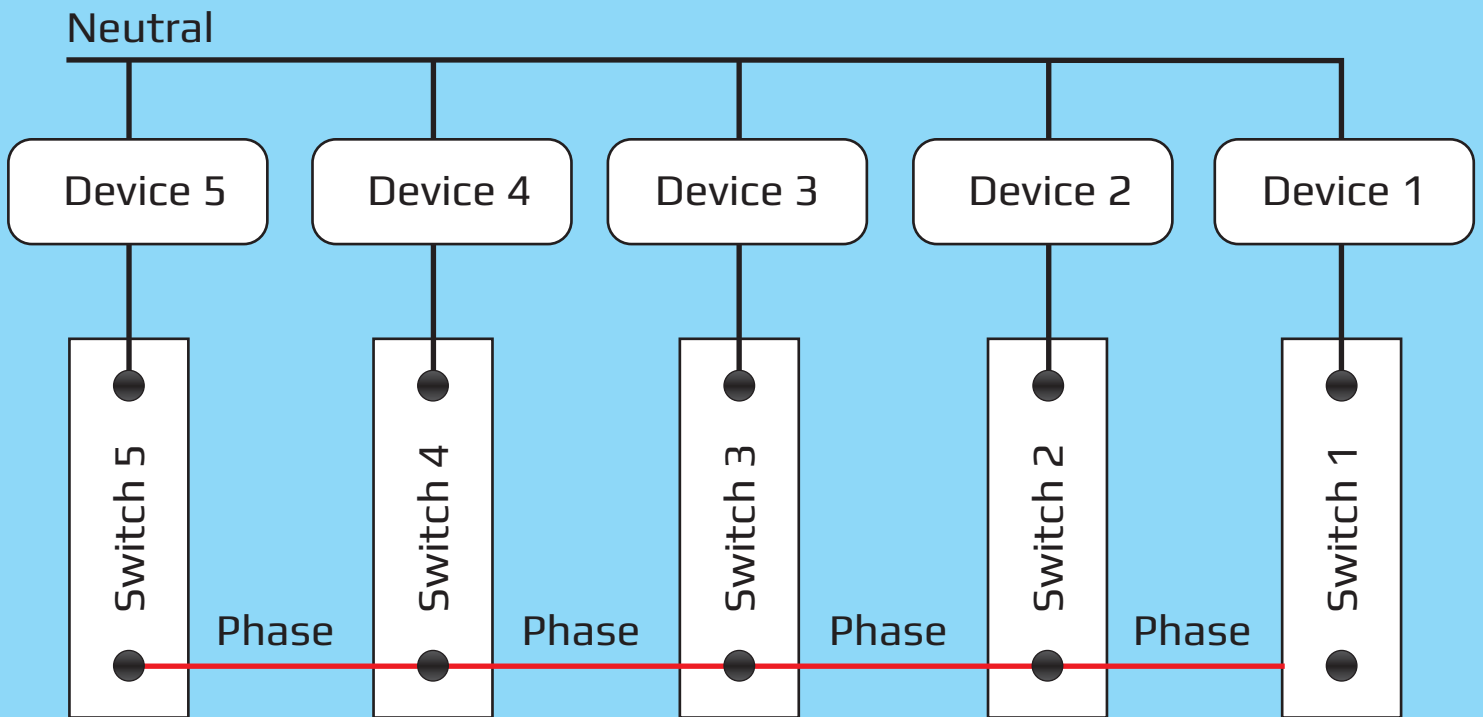 Neutral
Device 5
Device 4
Device 3
Device 2
Device 1
Switch 5
Switch 4
Switch 3
Switch 2
Switch 1
Phase
Phase
Phase
Phase